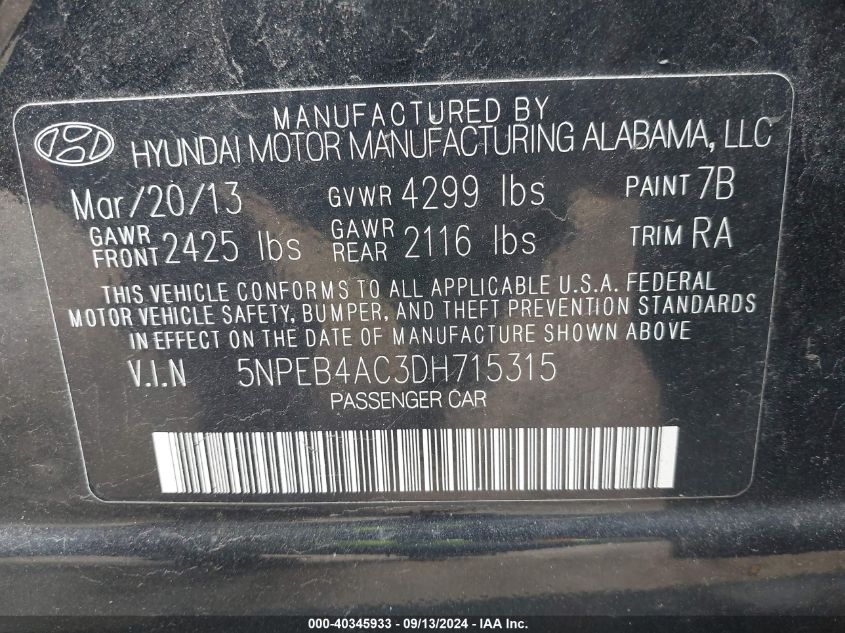 MANUFACTURED BY
HYUNDAI MOTOR MANUFACTURING ALABAMA, LLC
Mar/20/13 GVWR 4299 lbs PAINT 7B
GAWR FRONT 2425 lbs GAWR REAR 2116 lbs TRIM RA
THIS VEHICLE CONFORMS TO ALL APPLICABLE U.S.A. FEDERAL
MOTOR VEHICLE SAFETY, BUMPER, AND THEFT PREVENTION STANDARDS
IN EFFECT ON THE DATE OF MANUFACTURE SHOWN ABOVE
V.I.N 5NPEB4AC3DH715315
PASSENGER CAR
000-40345933 - 09/13/2024 - © IAA, LLC